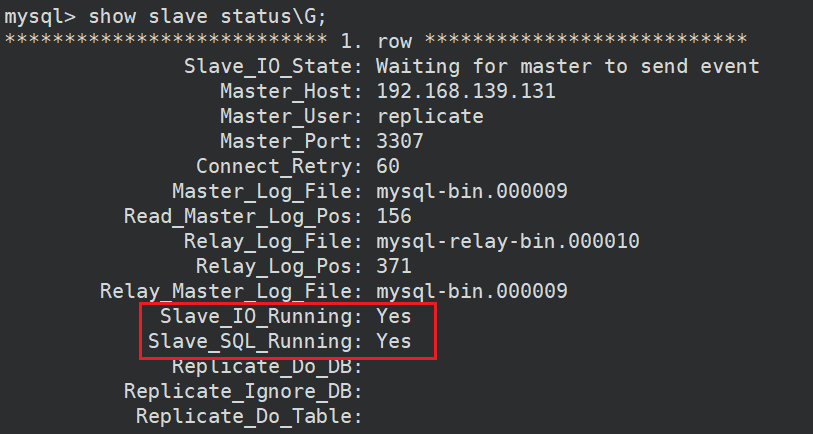 mysql> show slave status\G;
*************************** 1. row ***************************
Slave_IO_State: Waiting for master to send event
Master_Host: 192.168.139.131
Master_User: replicate
Master_Port: 3307
Connect_Retry: 60
Master_Log_File: mysql-bin.000009
Read_Master_Log_Pos: 156
Relay_Log_File: mysql-relay-bin.000010
Relay_Log_Pos: 371
Relay_Master_Log_File: mysql-bin.000009
Slave_IO_Running: Yes
Slave_SQL_Running: Yes
Replicate_Do_DB:
Replicate_Ignore_DB:
Replicate_Do_Table: